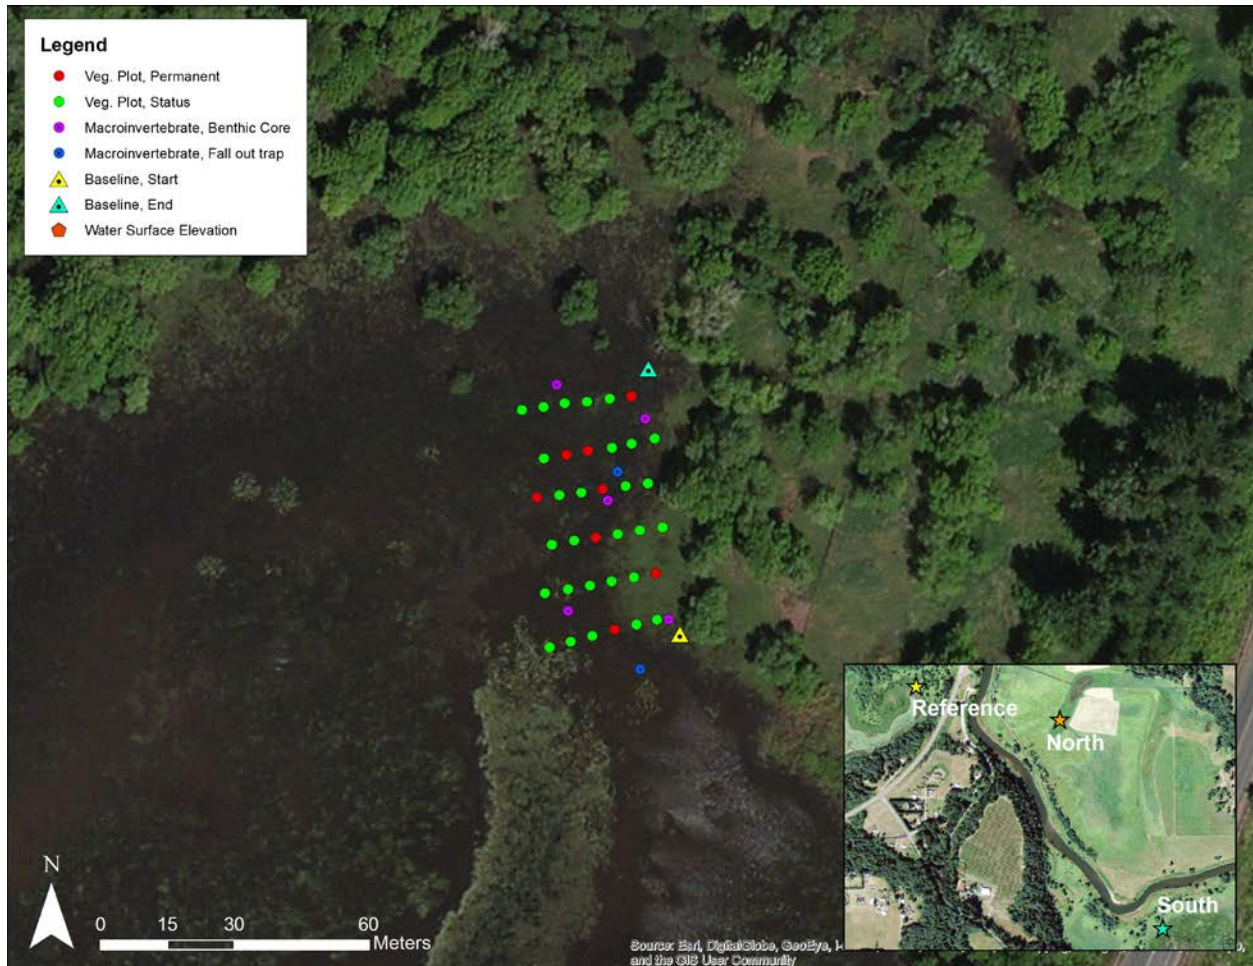 Legend
Veg. Plot, Permanent
Veg. Plot, Status
Macroinvertebrate, Benthic Core
Macroinvertebrate, Fall out trap
Baseline, Start
Baseline, End
Water Surface Elevation
Reference
North
South
N
0 15 30 60
Meters
Source: Esri, DigitalGlobe, GeoEye,
and the GIS User Community